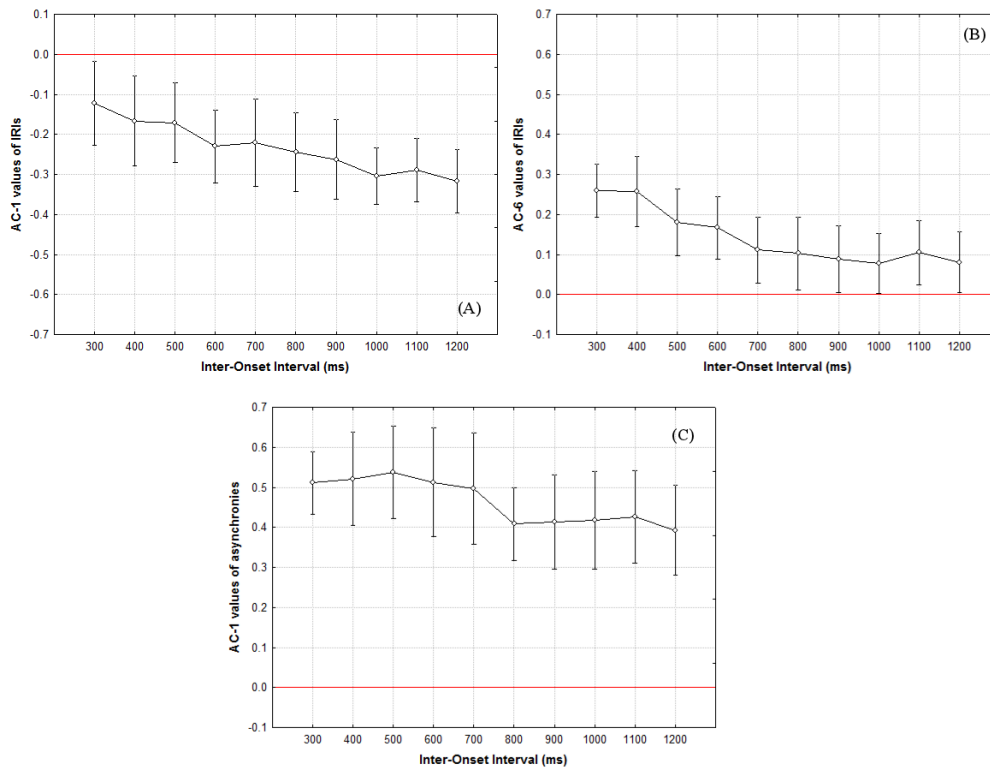 0.1
0.0
-0.1
-0.2
-0.3
-0.4
-0.5
-0.6
-0.7
AC-1 values of IRIs
(A)
300 400 500 600 700 800 900 1000 1100 1200
Inter-Onset Interval (ms)
0.7
0.6
0.5
0.4
0.3
0.2
0.1
0.0
-0.1
AC-6 values of IRIs
(B)
300 400 500 600 700 800 900 1000 1100 1200
Inter-Onset Interval (ms)
0.7
0.6
0.5
0.4
0.3
0.2
0.1
0.0
-0.1
AC-1 values of asynchronies
(C)
300 400 500 600 700 800 900 1000 1100 1200
Inter-Onset Interval (ms)